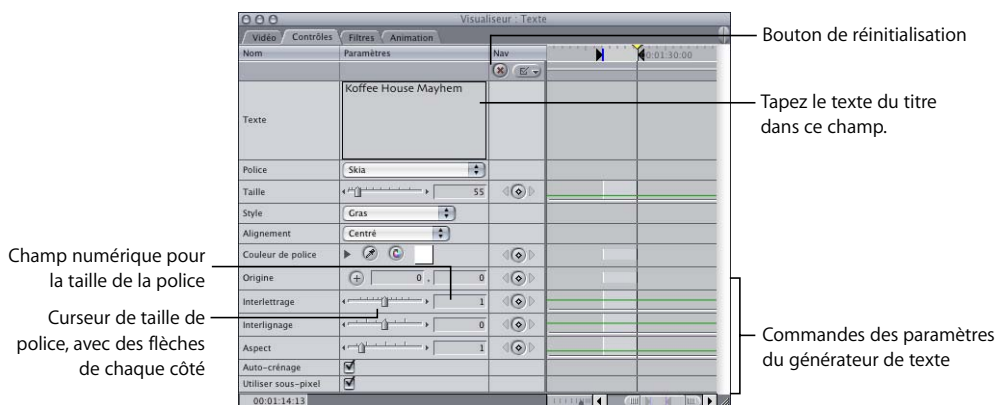 Visualiseur : Texte
Vidéo Contrôles Filtres Animation
Nom Paramètres Nav 00:01:30:00
Texte Koffee House Mayhem
Police Skia
Taille 55
Style Gras
Alignement Centré
Couleur de police
Origine 0 , 0
Interlettrage 1
Interlignage 0
Aspect 1
Auto-crénage
Utiliser sous-pixel
00:01:14:13
Bouton de réinitialisation
Tapez le texte du titre
dans ce champ.
Champ numérique pour
la taille de la police
Curseur de taille de
police, avec des flèches
de chaque côté
Commandes des paramètres
du générateur de texte